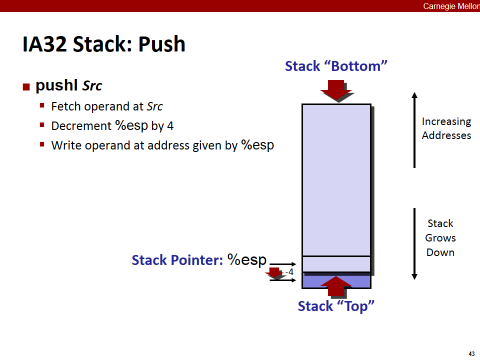 Carnegie Mellon
IA32 Stack: Push
Stack “Bottom”
pushl Src
Fetch operand at Src
Decrement %esp by 4
Write operand at address given by %esp
Increasing
Addresses
Stack
Grows
Down
Stack Pointer: %esp
-4
Stack “Top”
43